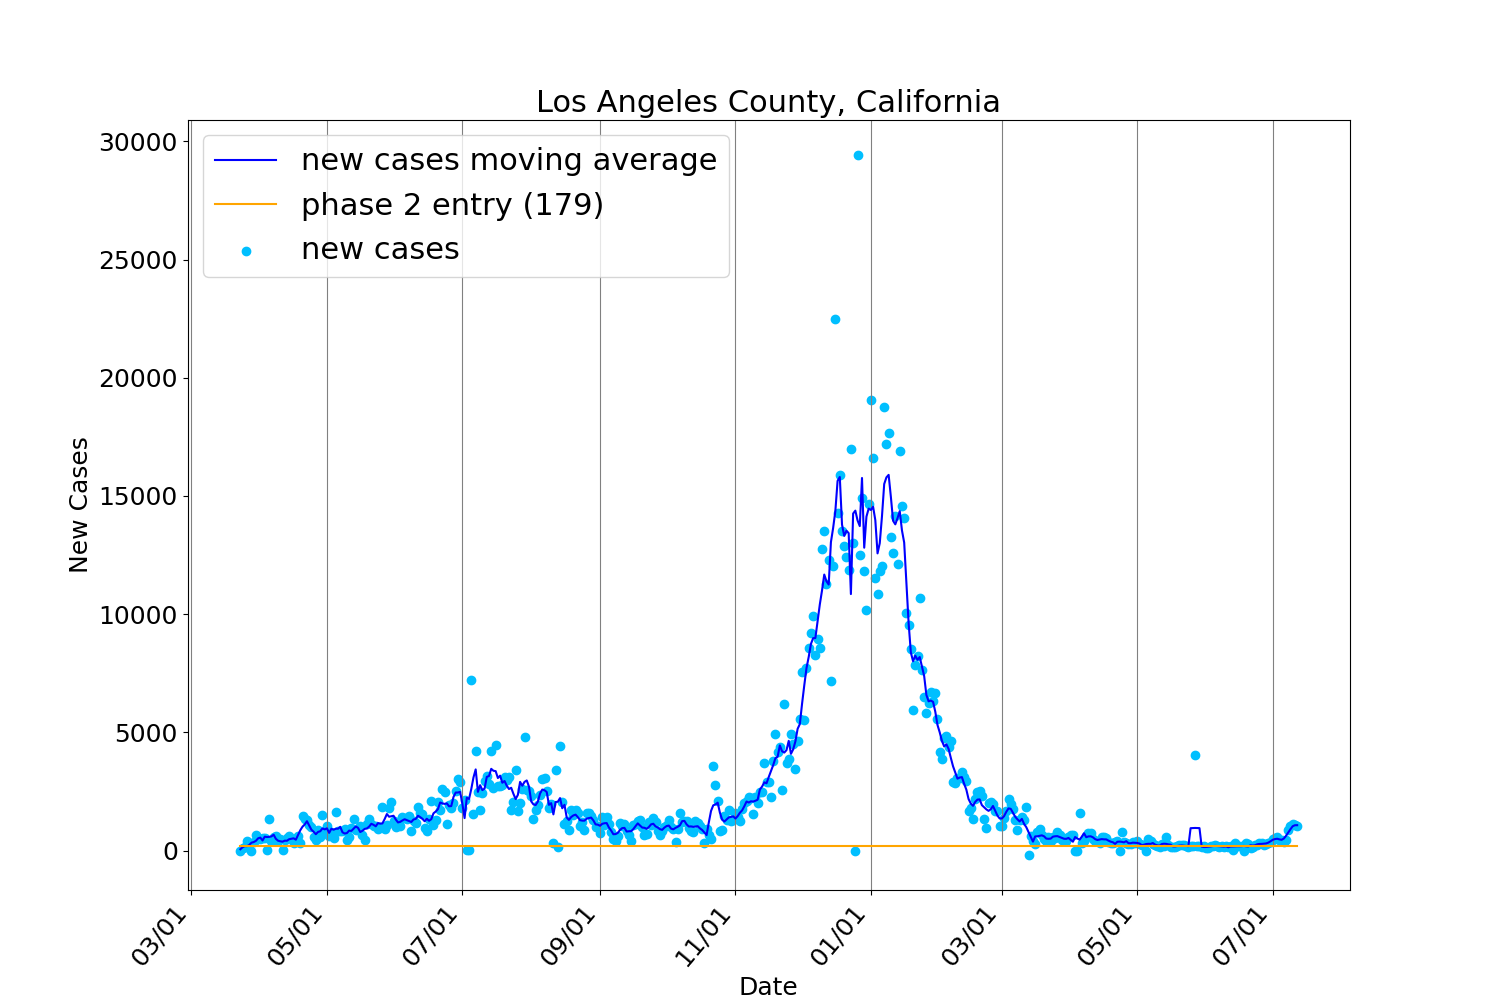 Los Angeles County, California
30000
25000
20000
15000
10000
5000
0
New Cases
new cases moving average
phase 2 entry (179)
new cases
03/01
05/01
07/01
09/01
11/01
01/01
03/01
05/01
07/01
Date